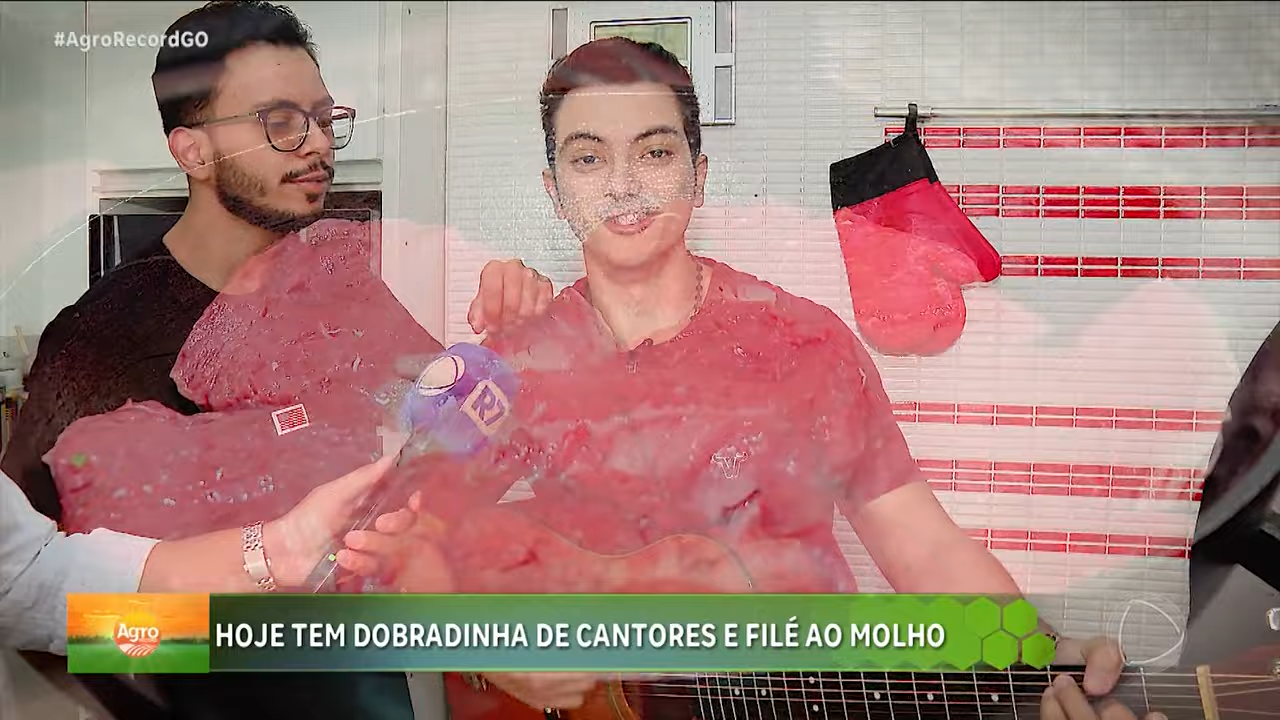 #AgroRecordGO
R7
Agro
HOJE TEM DOBRADINHA DE CANTORES E FILÉ AO MOLHO